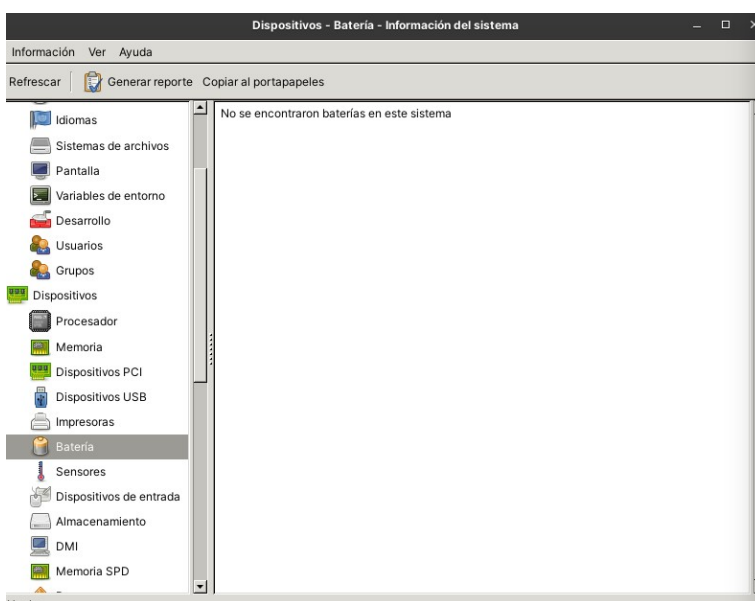 Dispositivos - Batería - Información del sistema
Información Ver Ayuda
Refrescar Generar reporte Copiar al portapapeles
Idiomas
Sistemas de archivos
Pantalla
Variables de entorno
Desarrollo
Usuarios
Grupos
Dispositivos
Procesador
Memoria
Dispositivos PCI
Dispositivos USB
Impresoras
Batería
Sensores
Dispositivos de entrada
Almacenamiento
DMI
Memoria SPD
No se encontraron baterías en este sistema